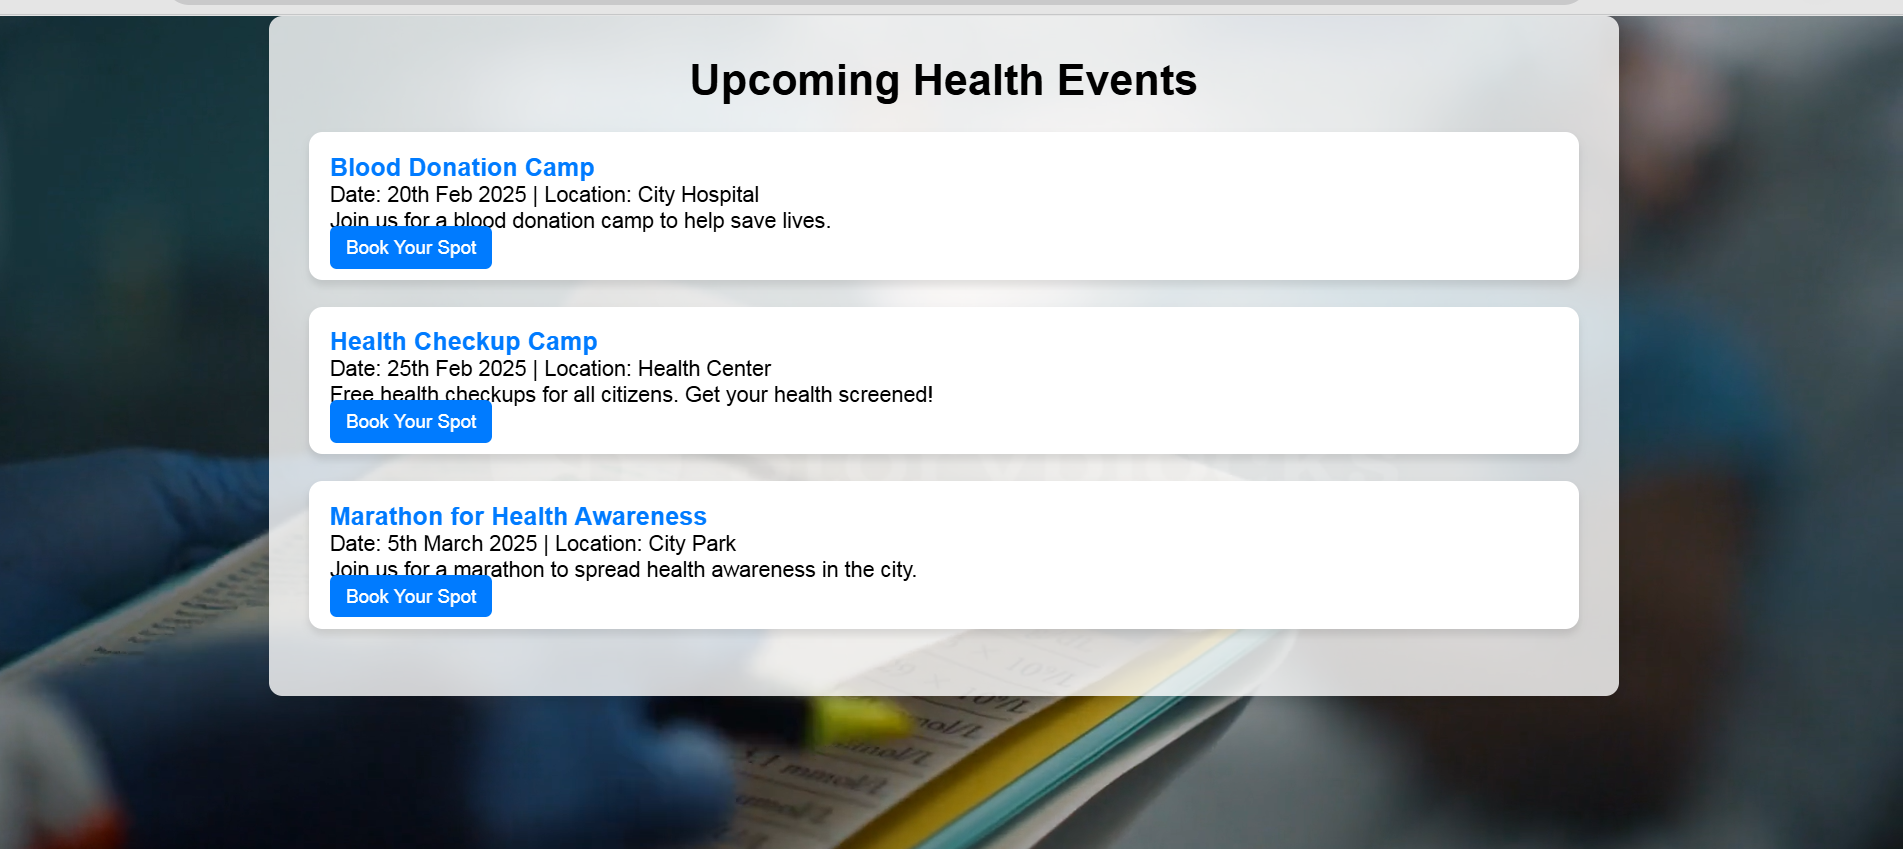 Upcoming Health Events
Blood Donation Camp
Date: 20th Feb 2025 | Location: City Hospital
Join us for a blood donation camp to help save lives.
Book Your Spot
Health Checkup Camp
Date: 25th Feb 2025 | Location: Health Center
Free health checkups for all citizens. Get your health screened!
Book Your Spot
Marathon for Health Awareness
Date: 5th March 2025 | Location: City Park
Join us for a marathon to spread health awareness in the city.
Book Your Spot
10^9/L
mmol/l